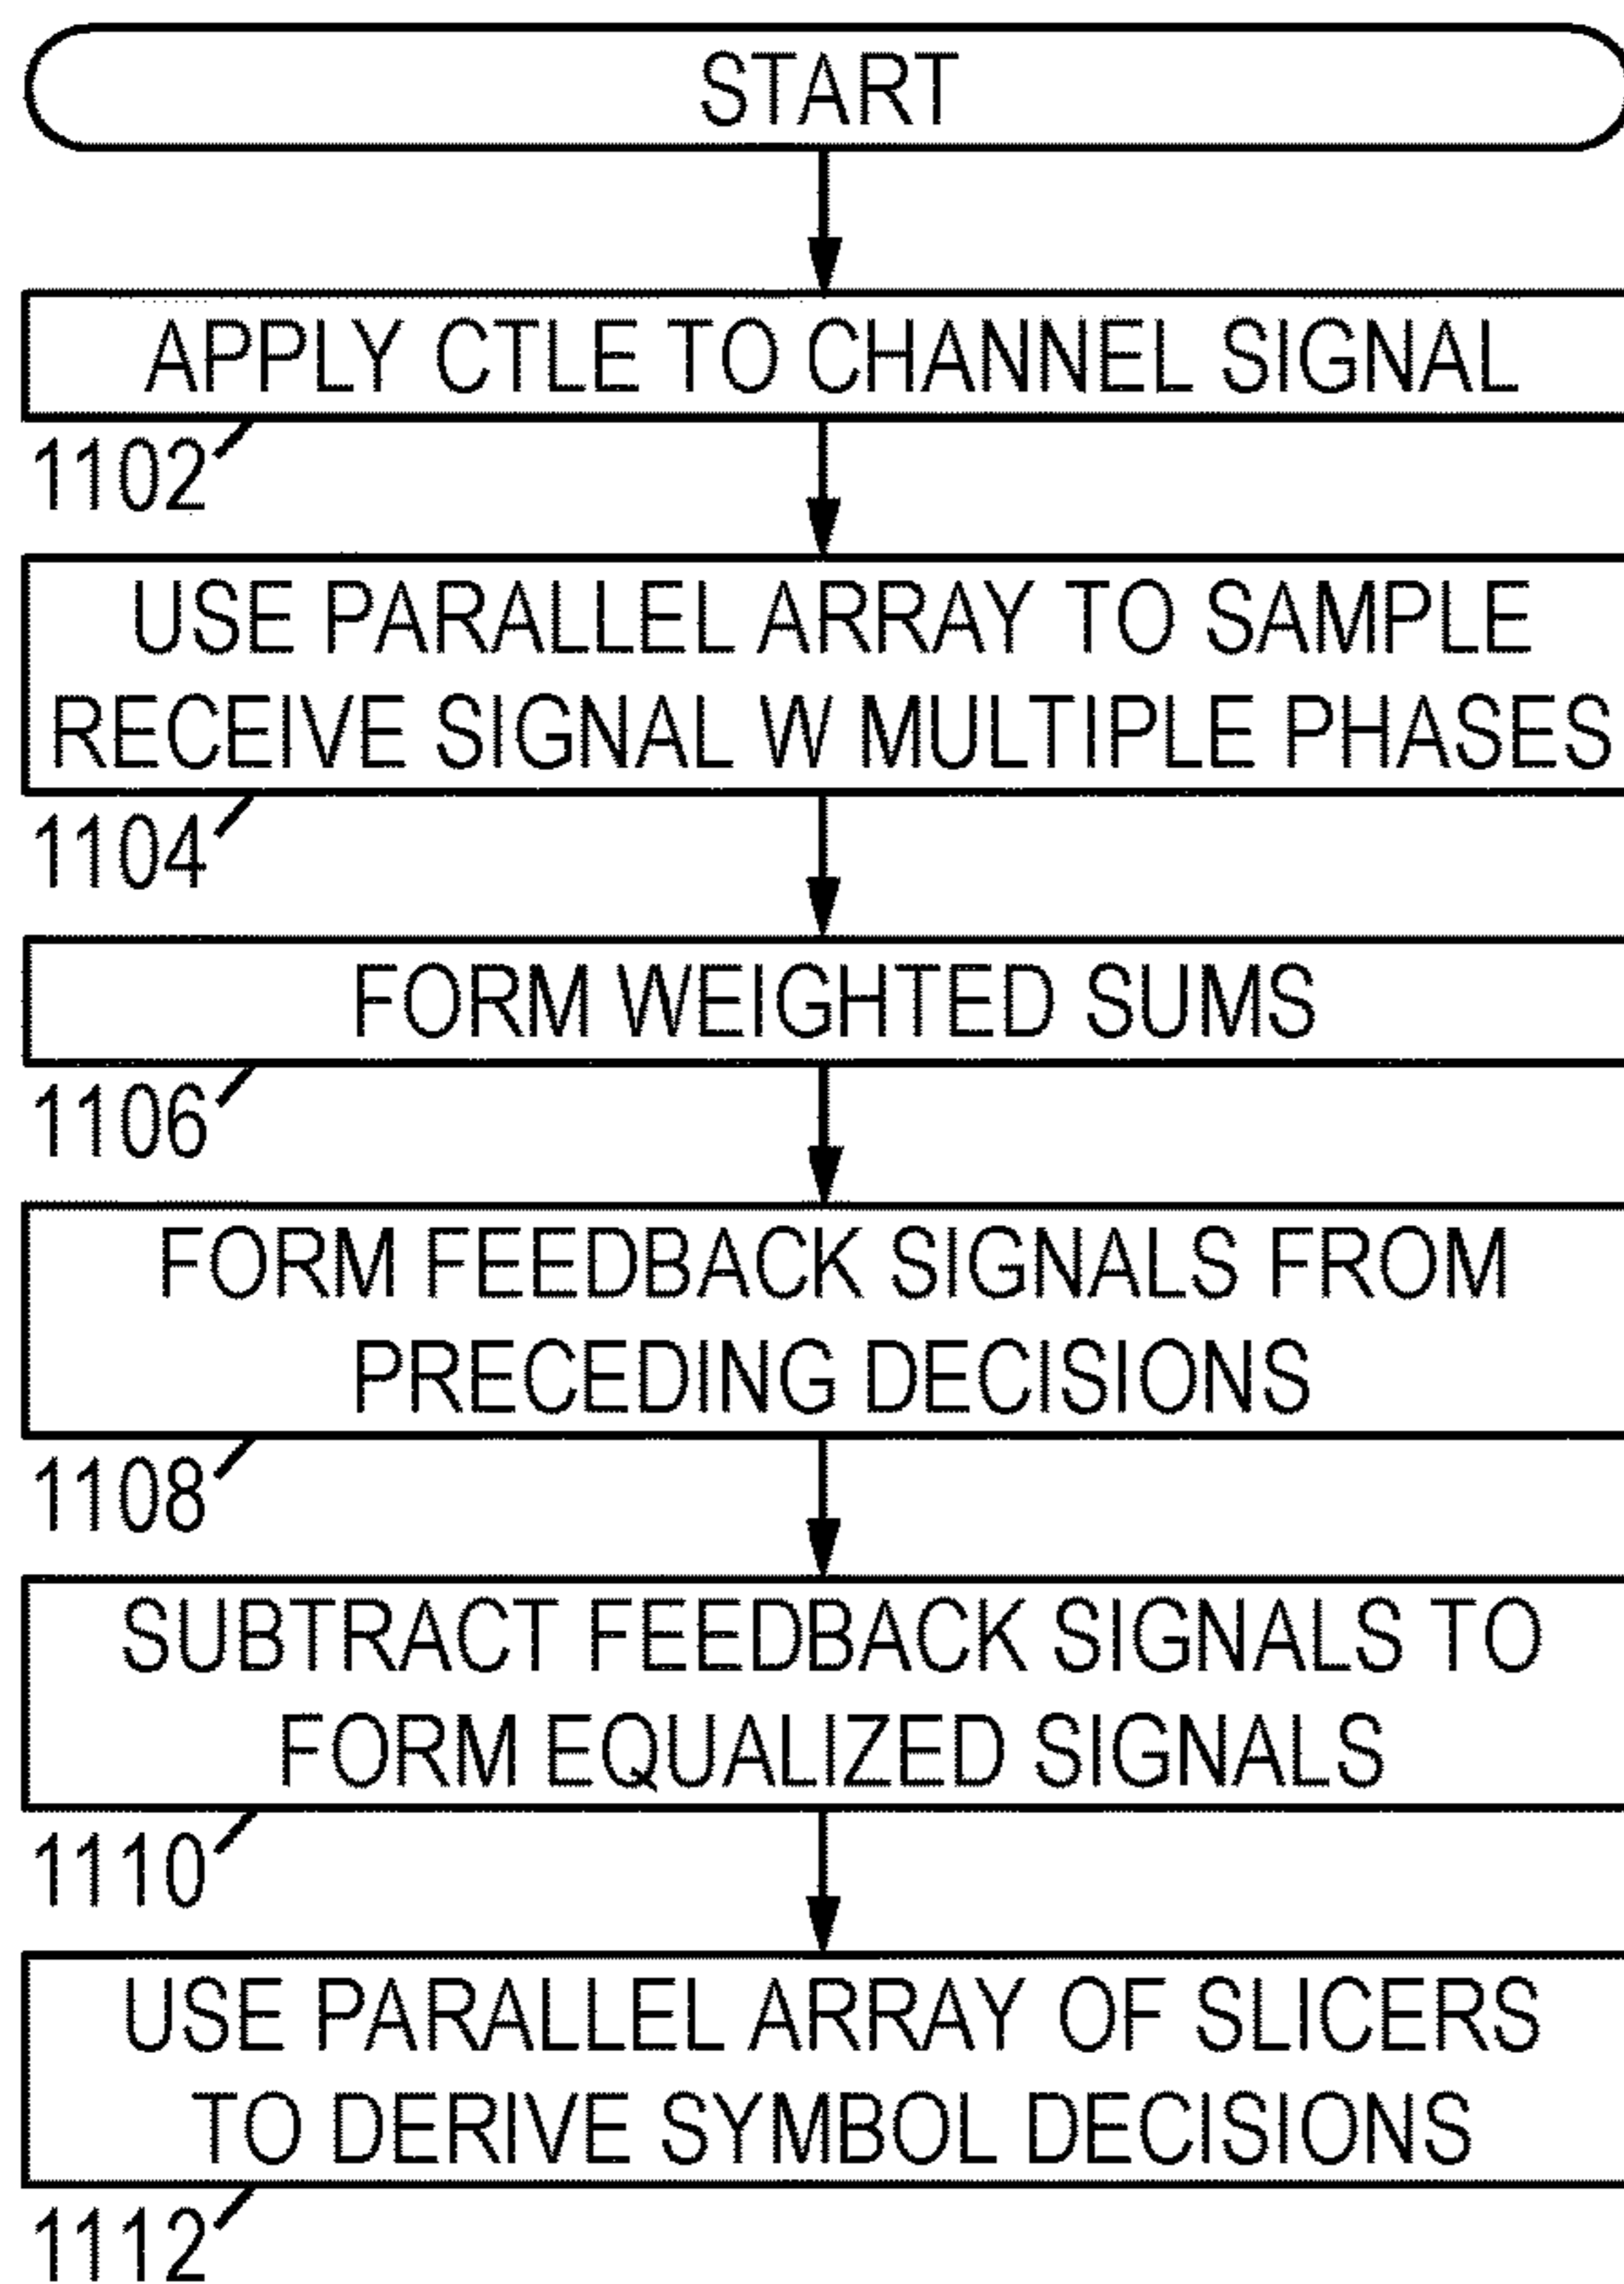 START
APPLY CTLE TO CHANNEL SIGNAL
1102
USE PARALLEL ARRAY TO SAMPLE
RECEIVE SIGNAL W MULTIPLE PHASES
1104
FORM WEIGHTED SUMS
1106
FORM FEEDBACK SIGNALS FROM
PRECEDING DECISIONS
1108
SUBTRACT FEEDBACK SIGNALS TO
FORM EQUALIZED SIGNALS
1110
USE PARALLEL ARRAY OF SLICERS
TO DERIVE SYMBOL DECISIONS
1112